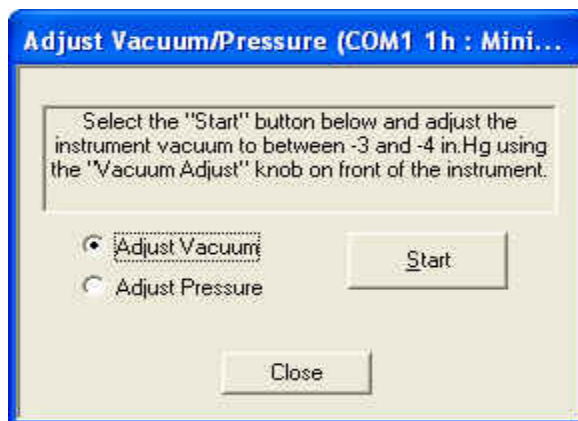 Adjust Vacuum/Pressure (COM1 1h : Mini...
Select the "Start" button below and adjust the
instrument vacuum to between -3 and -4 in.Hg using
the "Vacuum Adjust" knob on front of the instrument.
Adjust Vacuum
Start
Adjust Pressure
Close